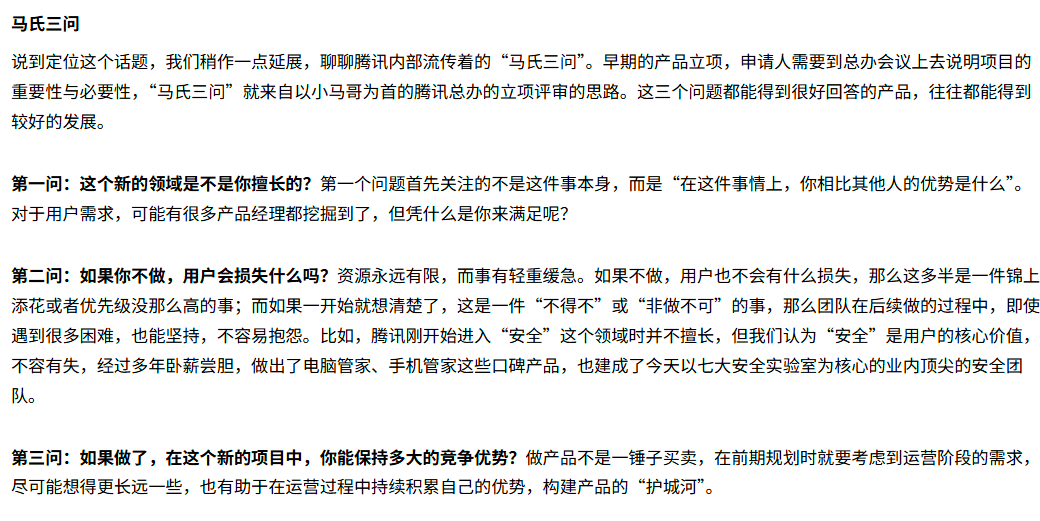 马氏三问
说到定位这个话题，我们稍作一点延展，聊聊腾讯内部流传着的“马氏三问”。早期的产品立项，申请人需要到总办会议上去说明项目的
重要性与必要性，“马氏三问”就来自以小马哥为首的腾讯总办的立项评审的思路。这三个问题都能得到很好回答的产品，往往都能得到
较好的发展。
第一问：这个新的领域是不是你擅长的？第一个问题首先关注的不是这件事本身，而是“在这件事情上，你相比其他人的优势是什么”。
对于用户需求，可能有很多产品经理都挖掘到了，但凭什么是你来满足呢？
第二问：如果你不做，用户会损失什么吗？资源永远有限，而事有轻重缓急。如果不做，用户也不会有什么损失，那么这多半是一件锦上
添花或者优先级没那么高的事；而如果一开始就想清楚了，这是一件“不得不”或“非做不可”的事，那么团队在后续做的过程中，即使
遇到很多困难，也能坚持，不容易抱怨。比如，腾讯刚开始进入“安全”这个领域时并不擅长，但我们认为“安全”是用户的核心价值，
不容有失，经过多年卧薪尝胆，做出了电脑管家、手机管家这些口碑产品，也建成了今天以七大安全实验室为核心的业内顶尖的安全团
队。
第三问：如果做了，在这个新的项目中，你能保持多大的竞争优势？做产品不是一锤子买卖，在前期规划时就要考虑到运营阶段的需求，
尽可能想得更长远一些，也有助于在运营过程中持续积累自己的优势，构建产品的“护城河”。